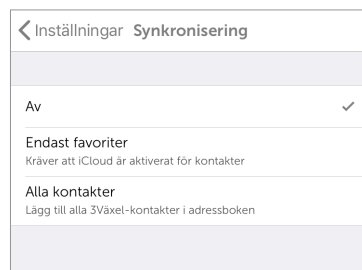 Inställningar Synkronisering
Av
Endast favoriter
Kräver att iCloud är aktiverat för kontakter
Alla kontakter
Lägg till alla 3Växel-kontakter i adressboken